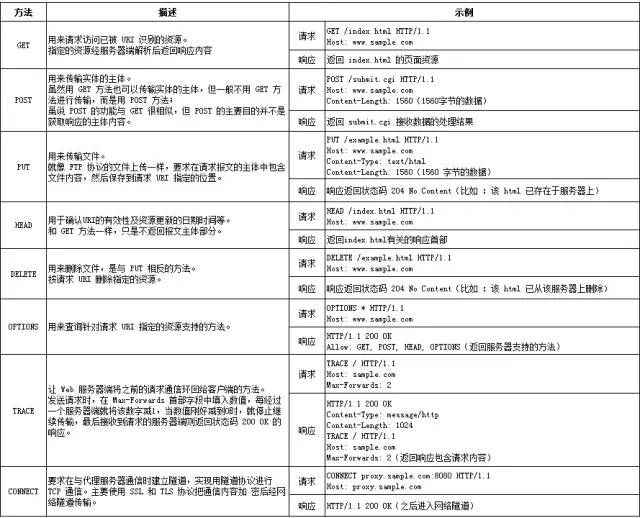 方法 描述 示例
GET
用来请求访问已被 URI 识别的资源。
指定的资源经服务器端解析后返回响应内容
请求
GET /index.html HTTP/1.1
Host: www.sample.com
响应
返回 index.html 的页面资源
POST
用来传输实体的主体。
虽然用 GET 方法也可以传输实体的主体，但一般不用 GET 方
法进行传输，而是用 POST 方法；
虽说 POST 的功能与 GET 很相似，但 POST 的主要目的并不是
获取响应的主体内容。
请求
POST /submit.cgi HTTP/1.1
Host: www.sample.com
Content-Length: 1560（1560字节的数据）
响应
返回 submit.cgi 接收数据的处理结果
PUT
用来传输文件。
就像 FTP 协议的文件上传一样，要求在请求报文的主体中包含
文件内容，然后保存到请求 URI 指定的位置。
请求
PUT /example.html HTTP/1.1
Host: www.sample.com
Content-Type: text/html
Content-Length: 1560（1560 字节的数据）
响应
响应返回状态码 204 No Content（比如 ：该 html 已存在于服务器上）
HEAD
用于确认URI的有效性及资源更新的日期时间等。
和 GET 方法一样，只是不返回报文主体部分。
请求
HEAD /index.html HTTP/1.1
Host: www.sample.com
响应
返回index.html有关的响应首部
DELETE
用来删除文件，是与 PUT 相反的方法。
按请求 URI 删除指定的资源。
请求
DELETE /example.html HTTP/1.1
Host: www.sample.com
响应
响应返回状态码 204 No Content（比如 ：该 html 已从该服务器上删除）
OPTIONS
用来查询针对请求 URI 指定的资源支持的方法。
请求
OPTIONS * HTTP/1.1
Host: www.sample.com
响应
HTTP/1.1 200 OK
Allow: GET, POST, HEAD, OPTIONS（返回服务器支持的方法）
TRACE
让 Web 服务器端将之前的请求通信环回给客户端的方法。
发送请求时，在 Max-Forwards 首部字段中填入数值，每经过
一个服务器端就将该数字减1，当数值刚好减到0时，就停止继
续传输，最后接收到请求的服务器端则返回状态码 200 OK 的
响应。
请求
TRACE / HTTP/1.1
Host: sample.com
Max-Forwards: 2
响应
HTTP/1.1 200 OK
Content-Type: message/http
Content-Length: 1024
TRACE / HTTP/1.1
Host: sample.com
Max-Forwards: 2（返回响应包含请求内容）
CONNECT
要求在与代理服务器通信时建立隧道，实现用隧道协议进行
TCP 通信。主要使用 SSL 和 TLS 协议把通信内容加 密后经网
络隧道传输。
请求
CONNECT proxy.sample.com:8080 HTTP/1.1
Host: proxy.sample.com
响应
HTTP/1.1 200 OK（之后进入网络隧道）